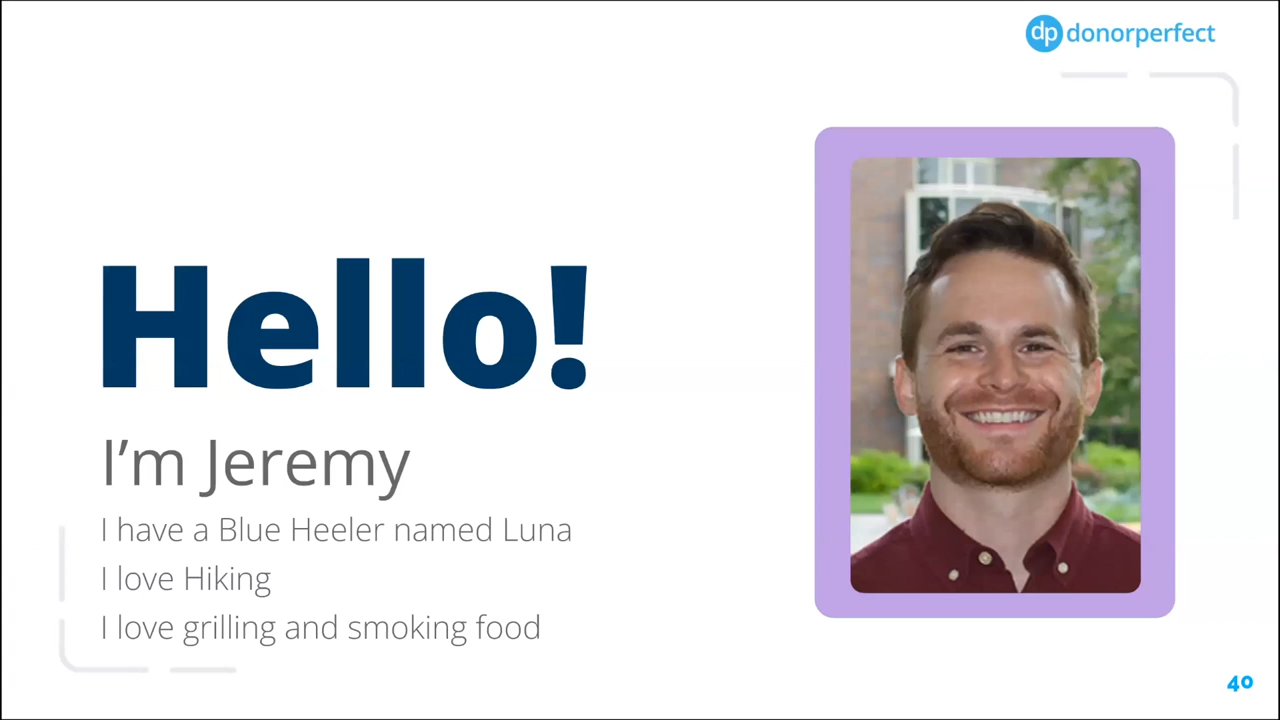 dp donorperfect
Hello!
I'm Jeremy
I have a Blue Heeler named Luna
I love Hiking
I love grilling and smoking food
40